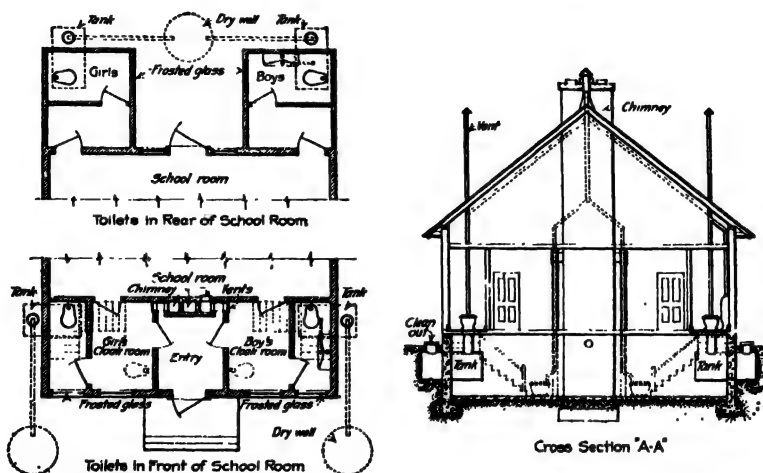 Tank
Dry well
Tank
Girls
Frosted glass
Boys
School room
Toilets in Rear of School Room
School room
Chimney
Vents
Tank
Tank
Girl's
Cloak room
Entry
Boy's
Cloak room
Frosted glass
Frosted glass
Dry well
Toilets in Front of School Room
Chimney
Vent
Clean
out
Tank
Tank
Cross Section "A-A"